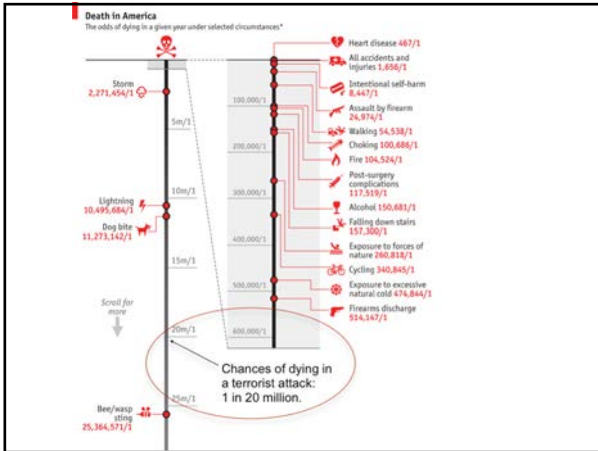 Death in America
The odds of dying in a given year under selected circumstances*
Storm
2,271,454/1
5m/1
Lightning
10,495,684/1
10m/1
Dog bite
11,273,142/1
15m/1
Scroll for
more
20m/1
25m/1
Bee/wasp
sting
25,364,571/1
100,000/1
200,000/1
300,000/1
400,000/1
500,000/1
600,000/1
Heart disease 467/1
All accidents and
injuries 1,656/1
Intentional self-harm
8,447/1
Assault by firearm
24,974/1
Walking 54,538/1
Choking 100,686/1
Fire 104,524/1
Post-surgery
complications
117,519/1
Alcohol 150,681/1
Falling down stairs
157,300/1
Exposure to forces of
nature 260,818/1
Cycling 340,845/1
Exposure to excessive
natural cold 474,844/1
Firearms discharge
514,147/1
Chances of dying in
a terrorist attack:
1 in 20 million.